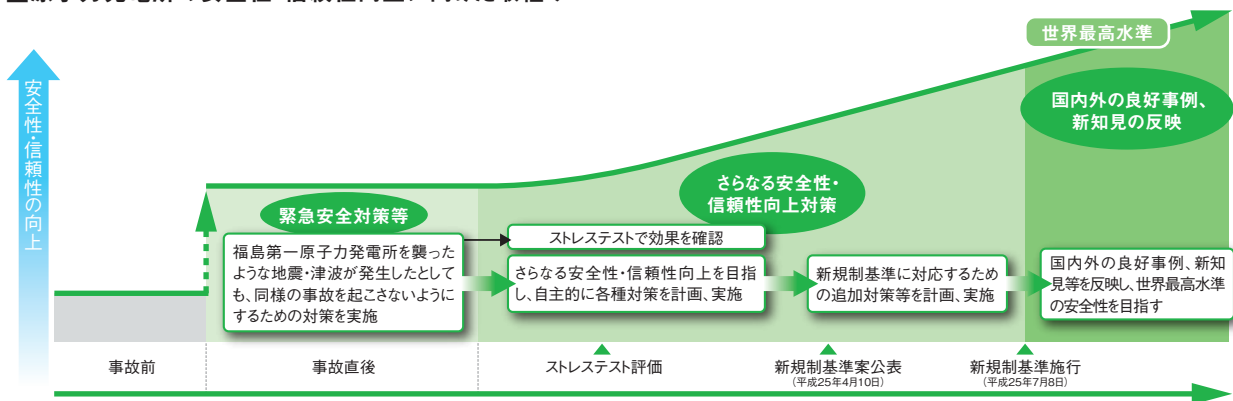 世界最高水準
国内外の良好事例、
新知見の反映
安全性・信頼性の向上
さらなる安全性・
信頼性向上対策
緊急安全対策等
福島第一原子力発電所を襲った
ような地震・津波が発生したとして
も、同様の事故を起こさないように
するための対策を実施
ストレステストで効果を確認
さらなる安全性・信頼性向上を目指
し、自主的に各種対策を計画、実施
新規制基準に対応するため
の追加対策等を計画、実施
国内外の良好事例、新知
見等を反映し、世界最高水準
の安全性を目指す
事故前
事故直後
ストレステスト評価
新規制基準案公表
(平成25年4月10日)
新規制基準施行
(平成25年7月8日)